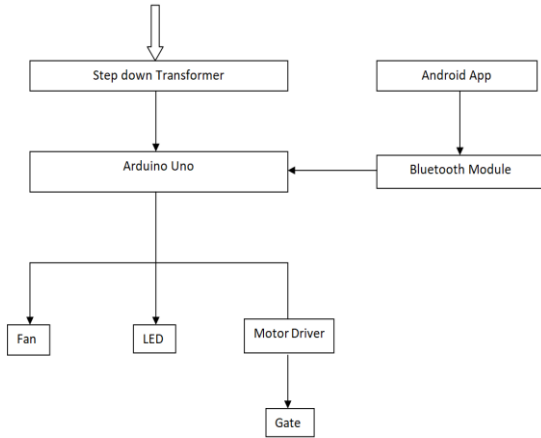 Step down Transformer
Android App
Arduino Uno
Bluetooth Module
Fan
LED
Motor Driver
Gate